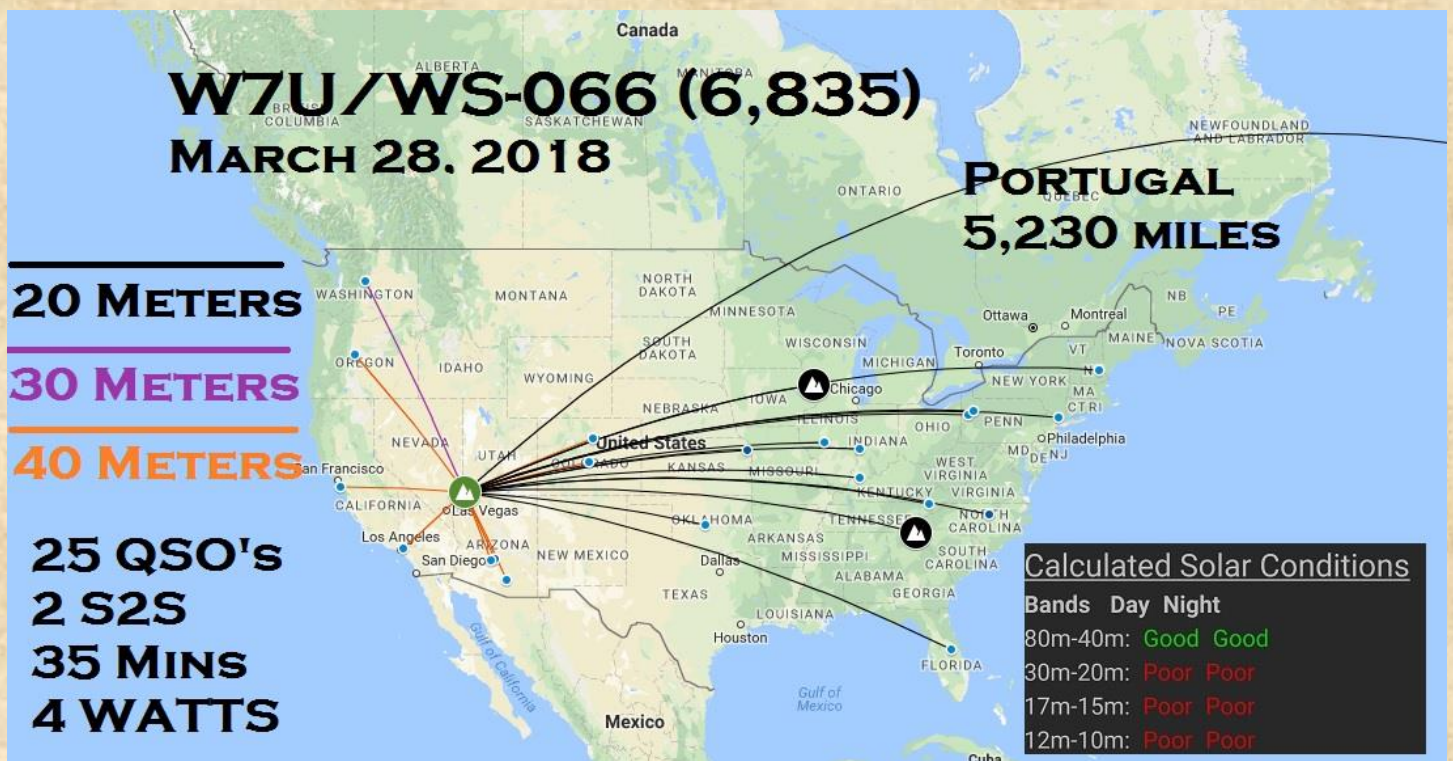 Canada
ALBERTA
MANITOBA
W7U/WS-066 (6,835)
BRITISH
COLUMBIA
SASKATCHEWAN
March 28, 2018
NEWFOUNDLAND
AND LABRADOR
ONTARIO
QUEBEC
Portugal
5,230 miles
20 Meters
30 Meters
40 Meters
WASHINGTON
MONTANA
NORTH
DAKOTA
MINNESOTA
Ottawa
Montreal
NB
PE
MAINE
NOVA SCOTIA
OREGON
IDAHO
SOUTH
DAKOTA
WISCONSIN
MICHIGAN
Toronto
VT
N
WYOMING
NEW YORK
MA
CT RI
NEBRASKA
IOWA
Chicago
ILLINOIS
INDIANA
OHIO
PENN
Philadelphia
NEVADA
UTAH
United States
COLORADO
KANSAS
MISSOURI
WEST
VIRGINIA
MD
DE
NJ
San Francisco
CALIFORNIA
Las Vegas
KENTUCKY
VIRGINIA
OKLAHOMA
TENNESSEE
NORTH
CAROLINA
Los Angeles
ARIZONA
NEW MEXICO
ARKANSAS
San Diego
Dallas
MISSISSIPPI
SOUTH
CAROLINA
ALABAMA
TEXAS
GEORGIA
LOUISIANA
Houston
FLORIDA
Gulf of California
Gulf of
Mexico
Mexico
Cuba
25 QSO's
2 S2S
35 Mins
4 WATTS
Calculated Solar Conditions
Bands Day Night
80m-40m: Good Good
30m-20m: Poor Poor
17m-15m: Poor Poor
12m-10m: Poor Poor